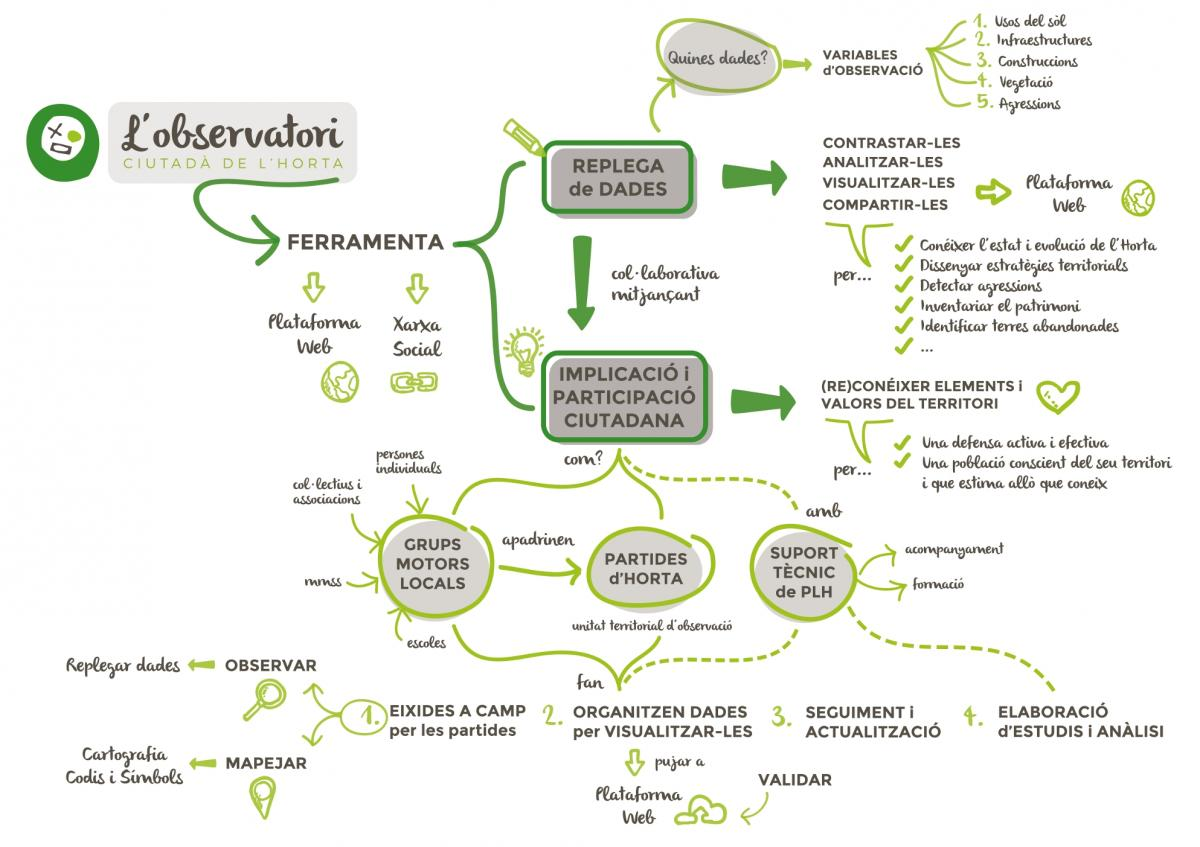 L'observatori
CIUTADÀ DE L'HORTA
FERRAMENTA
Plataforma
Web
Xarxa
Social
Quines dades?
VARIABLES
d'OBSERVACIÓ
1. Usos del sòl
2. Infraestructures
3. Construccions
4. Vegetació
5. Agressions
REPLEGA
de DADES
CONTRASTAR-LES
ANALITZAR-LES
VISUALITZAR-LES
COMPARTIR-LES
Plataforma
Web
per...
Conéixer l'estat i evolució de l'Horta
Dissenyar estratègies territorials
Detectar agressions
Inventariar el patrimoni
Identificar terres abandonades
...
col·laborativa
mitjançant
IMPLICACIÓ i
PARTICIPACIÓ
CIUTADANA
(RE)CONÉIXER ELEMENTS i
VALORS DEL TERRITORI
per...
Una defensa activa i efectiva
Una població conscient del seu territori
i que estima allò que coneix
com?
persones
individuals
col·lectius i
associacions
mmss
escoles
GRUPS
MOTORS
LOCALS
apadrinen
PARTIDES
d'HORTA
unitat territorial d'observació
amb
SUPORT
TÈCNIC
de PLH
acompanyament
formació
fan
1. EIXIDES A CAMP
per les partides
OBSERVAR
Replegar dades
MAPEJAR
Cartografia
Codis i Símbols
2. ORGANITZEN DADES
per VISUALITZAR-LES
pujar a
Plataforma
Web
VALIDAR
3. SEGUIMENT i
ACTUALITZACIÓ
4. ELABORACIÓ
d'ESTUDIS i ANÀLISI